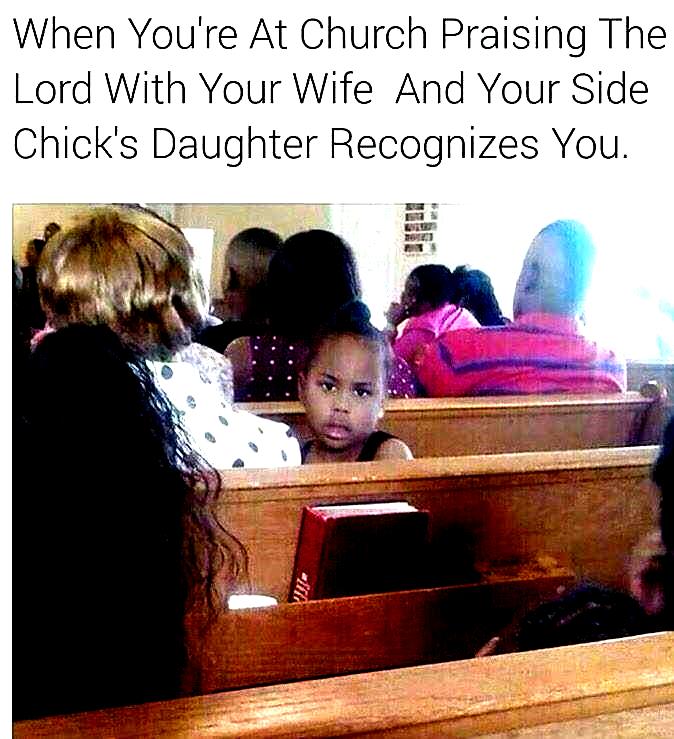 When You're At Church Praising The
Lord With Your Wife  And Your Side
Chick's Daughter Recognizes You.